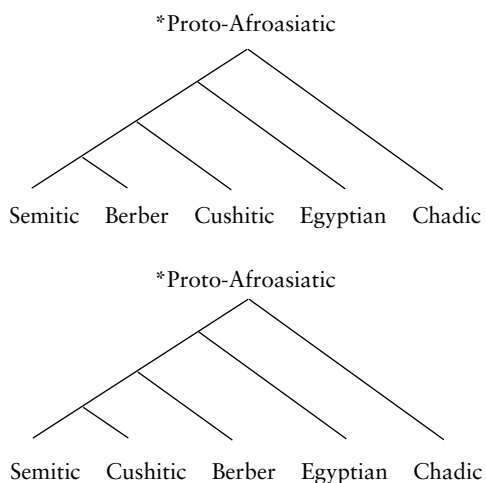 *Proto-Afroasiatic
Semitic Berber Cushitic Egyptian Chadic
*Proto-Afroasiatic
Semitic Cushitic Berber Egyptian Chadic